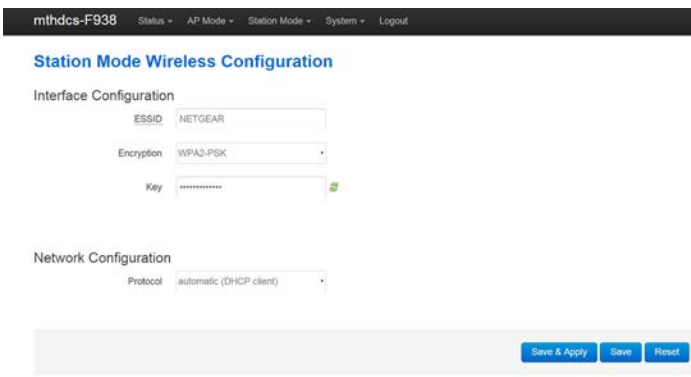 mthdcs-F938 Status AP Mode Station Mode System Logout
Station Mode Wireless Configuration
Interface Configuration
ESSID NETGEAR
Encryption WPA2-PSK
Key *************
Network Configuration
Protocol automatic (DHCP client)
Save & Apply Save Reset